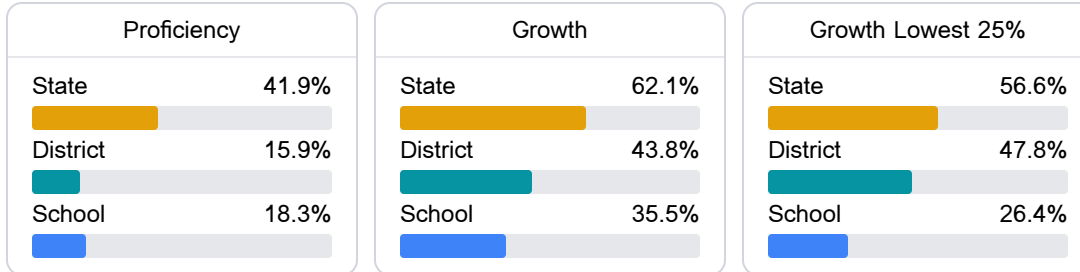 Proficiency
State 41.9%
District 15.9%
School 18.3%
Growth
State 62.1%
District 43.8%
School 35.5%
Growth Lowest 25%
State 56.6%
District 47.8%
School 26.4%